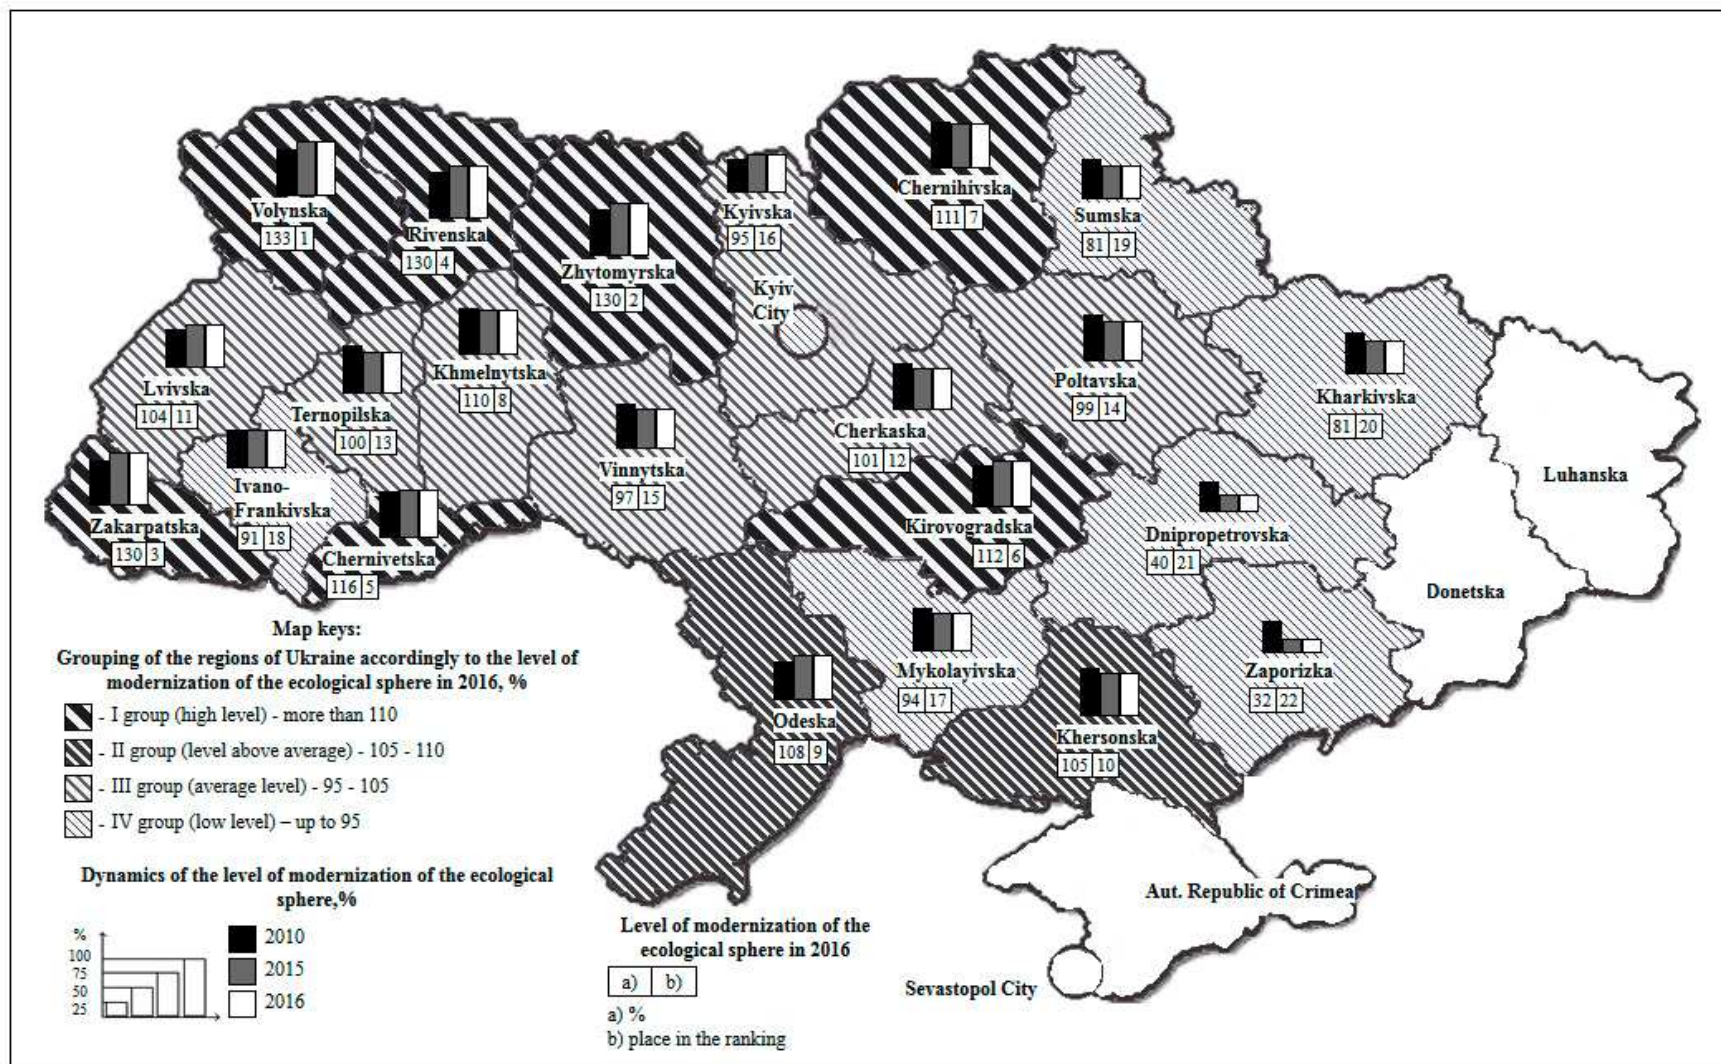 Volynska
133 1
Rivenska
130 4
Zhytomyrska
130 2
Kyivska
95 16
Kyiv
City
Chernihivska
111 7
Sumska
81 19
Lvivska
104 11
Ternopilska
100 13
Khmelnytska
110 8
Vinnytska
97 15
Cherkaska
101 12
Poltavska
99 14
Kharkivska
81 20
Luhanska
Zakarpatska
130 3
Ivano-
Frankivska
91 18
Chernivetska
116 5
Kirovogradska
112 6
Dnipropetrovska
40 21
Donetska
Odeska
108 9
Mykolayivska
94 17
Khersonska
105 10
Zaporizka
32 22
Aut. Republic of Crimea
Sevastopol City
Map keys:
Grouping of the regions of Ukraine accordingly to the level of
modernization of the ecological sphere in 2016, %
- I group (high level) - more than 110
- II group (level above average) - 105 - 110
- III group (average level) - 95 - 105
- IV group (low level) – up to 95
Dynamics of the level of modernization of the ecological
sphere,%
%
100
75
50
25
2010
2015
2016
Level of modernization of the
ecological sphere in 2016
a) b)
a) %
b) place in the ranking